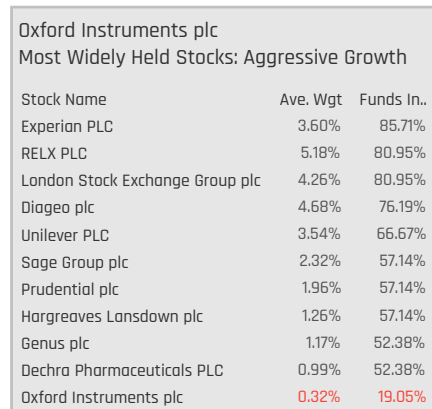 Oxford Instruments plc
Most Widely Held Stocks: Aggressive Growth
Stock Name Ave. Wgt Funds In..
Experian PLC 3.60% 85.71%
RELX PLC 5.18% 80.95%
London Stock Exchange Group plc 4.26% 80.95%
Diageo plc 4.68% 76.19%
Unilever PLC 3.54% 66.67%
Sage Group plc 2.32% 57.14%
Prudential plc 1.96% 57.14%
Hargreaves Lansdown plc 1.26% 57.14%
Genus plc 1.17% 52.38%
Dechra Pharmaceuticals PLC 0.99% 52.38%
Oxford Instruments plc 0.32% 19.05%